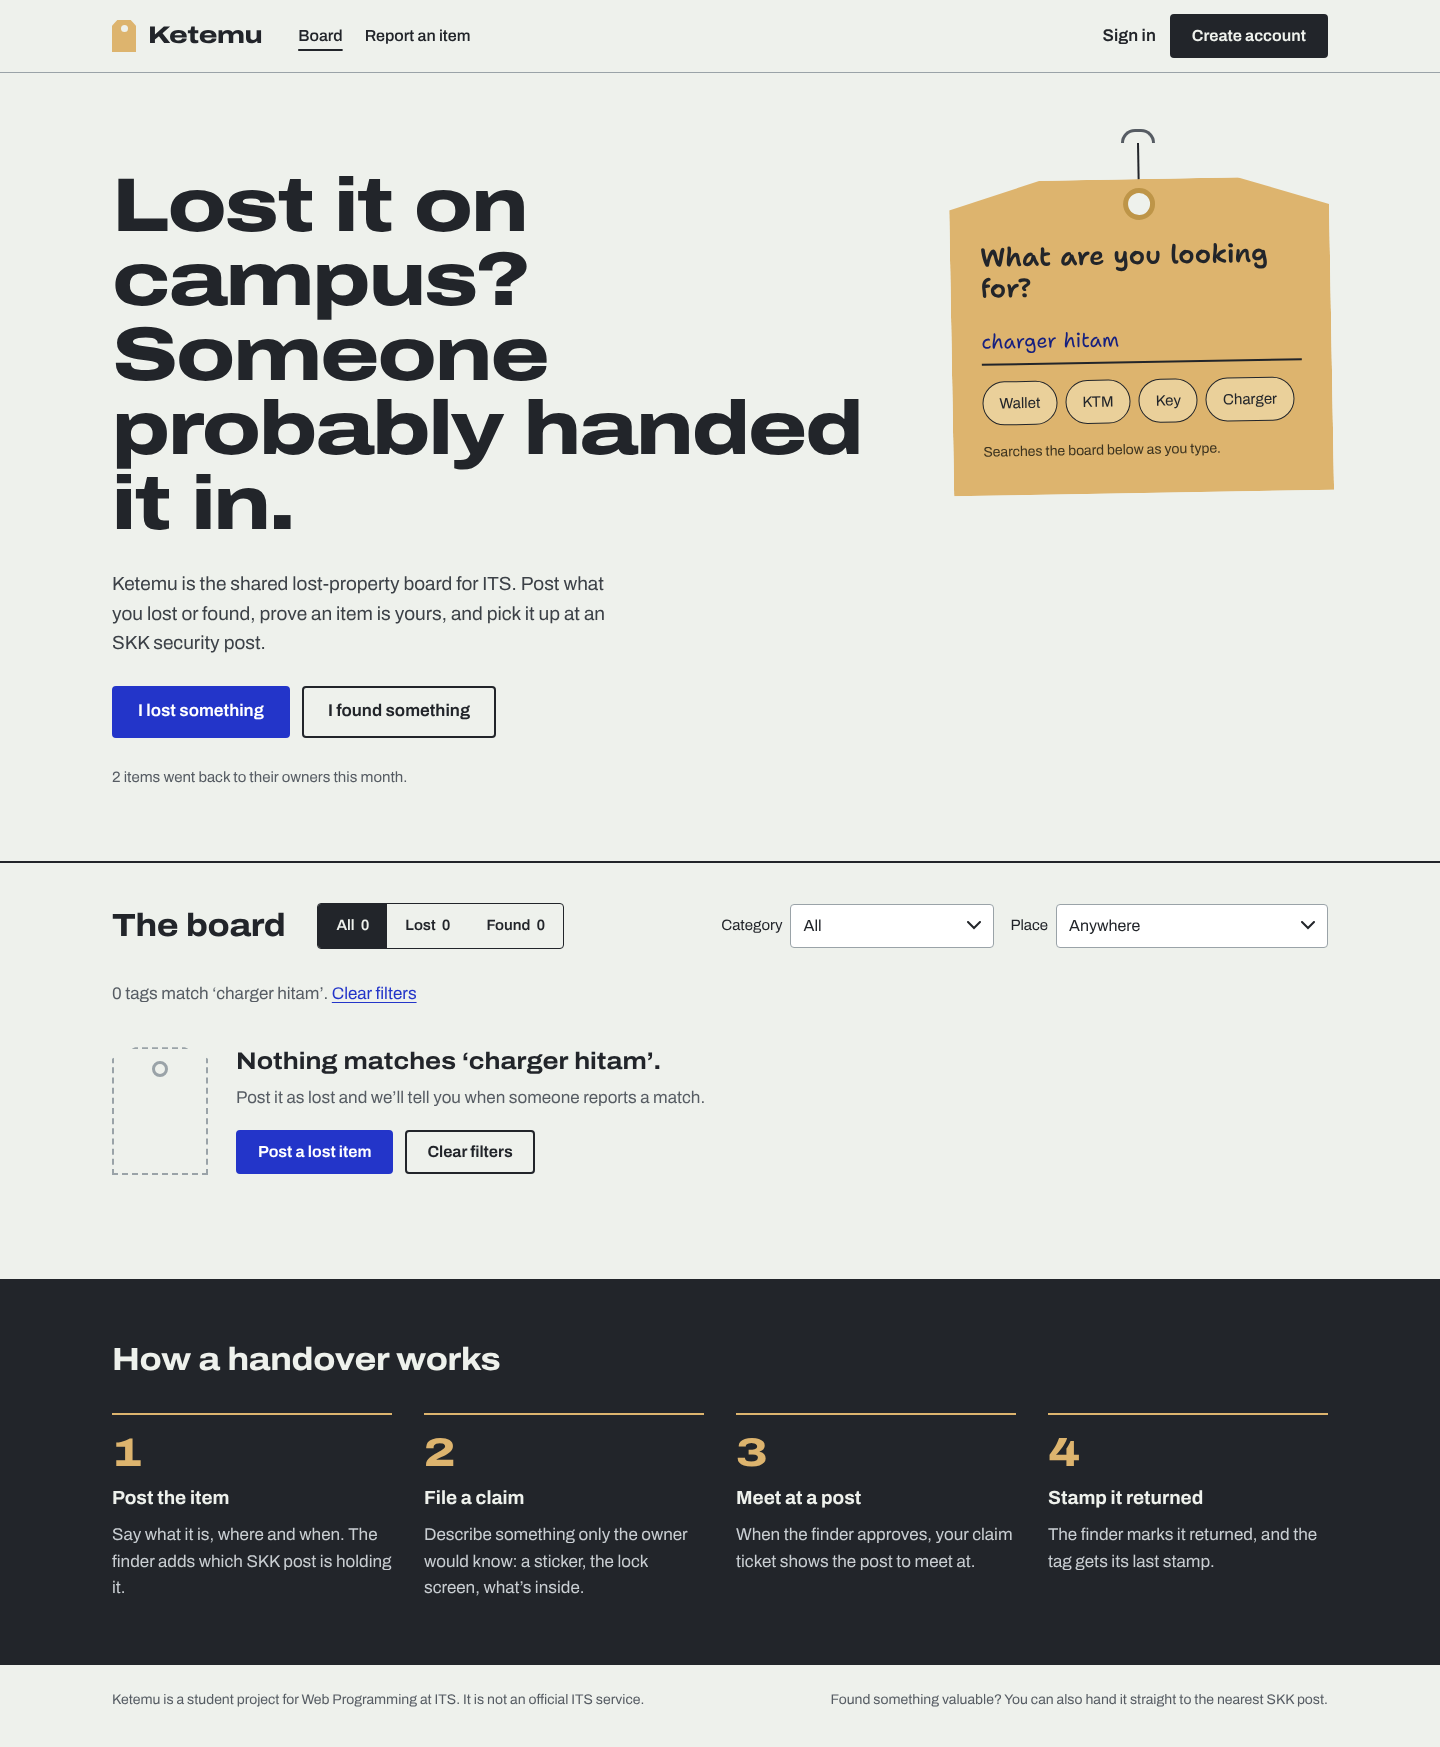 Ketemu
Board
Report an item
Sign in
Create account
Lost it on
campus?
Someone
probably handed
it in.
Ketemu is the shared lost-property board for ITS. Post what
you lost or found, prove an item is yours, and pick it up at an
SKK security post.
I lost something
I found something
2 items went back to their owners this month.
What are you looking
for?
charger hitam
Wallet
KTM
Key
Charger
Searches the board below as you type.
The board
All 0
Lost 0
Found 0
Category
All
Place
Anywhere
0 tags match ‘charger hitam’. Clear filters
Nothing matches ‘charger hitam’.
Post it as lost and we’ll tell you when someone reports a match.
Post a lost item
Clear filters
How a handover works
1
Post the item
Say what it is, where and when. The
finder adds which SKK post is holding
it.
2
File a claim
Describe something only the owner
would know: a sticker, the lock
screen, what’s inside.
3
Meet at a post
When the finder approves, your claim
ticket shows the post to meet at.
4
Stamp it returned
The finder marks it returned, and the
tag gets its last stamp.
Ketemu is a student project for Web Programming at ITS. It is not an official ITS service.
Found something valuable? You can also hand it straight to the nearest SKK post.